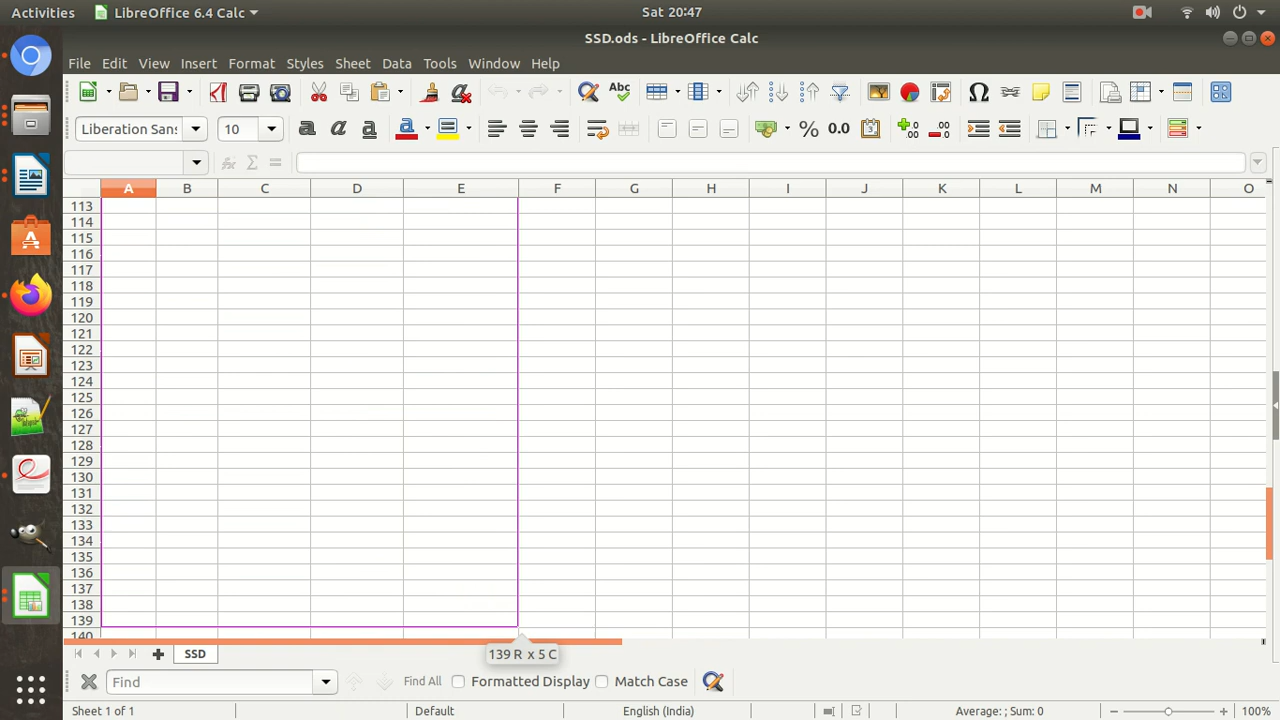 Activities LibreOffice 6.4 Calc Sat 20:47
SSD.ods - LibreOffice Calc
File Edit View Insert Format Styles Sheet Data Tools Window Help
Abc
Liberation Sans 10 a a a % 0.0 .00 .00
A B C D E F G H I J K L M N O
113
114
115
116
117
118
119
120
121
122
123
124
125
126
127
128
129
130
131
132
133
134
135
136
137
138
139
140
139 R x 5 C
SSD
Find Find All Formatted Display Match Case
Sheet 1 of 1 Default English (India) Average: ; Sum: 0 100%